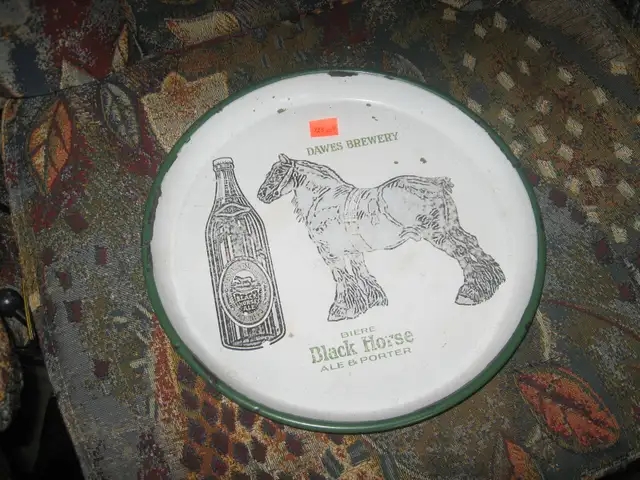 DAWES BREWERY
BIERE
Black Horse
ALE & PORTER